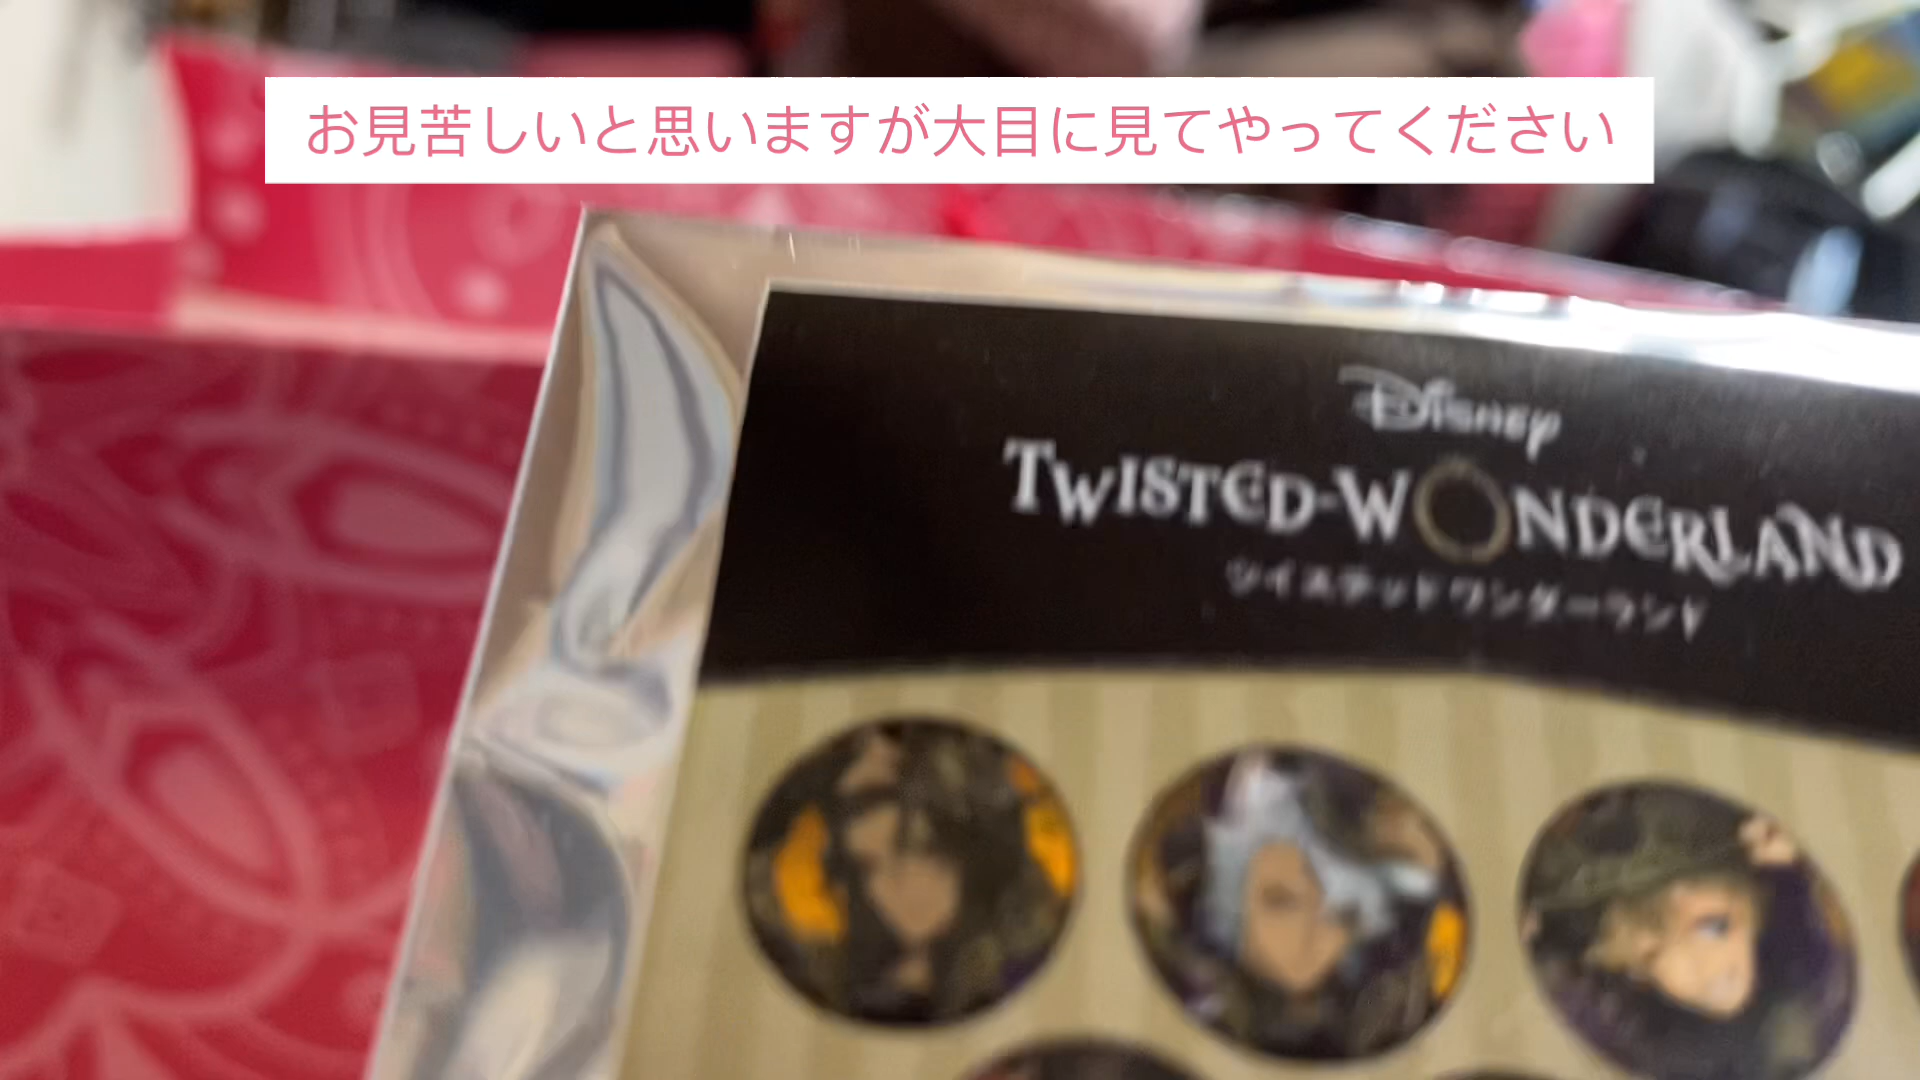 お見苦しいと思いますが大目に見てやってください
Disney
TWISTED-WONDERLAND
ツイステッドワンダーランド